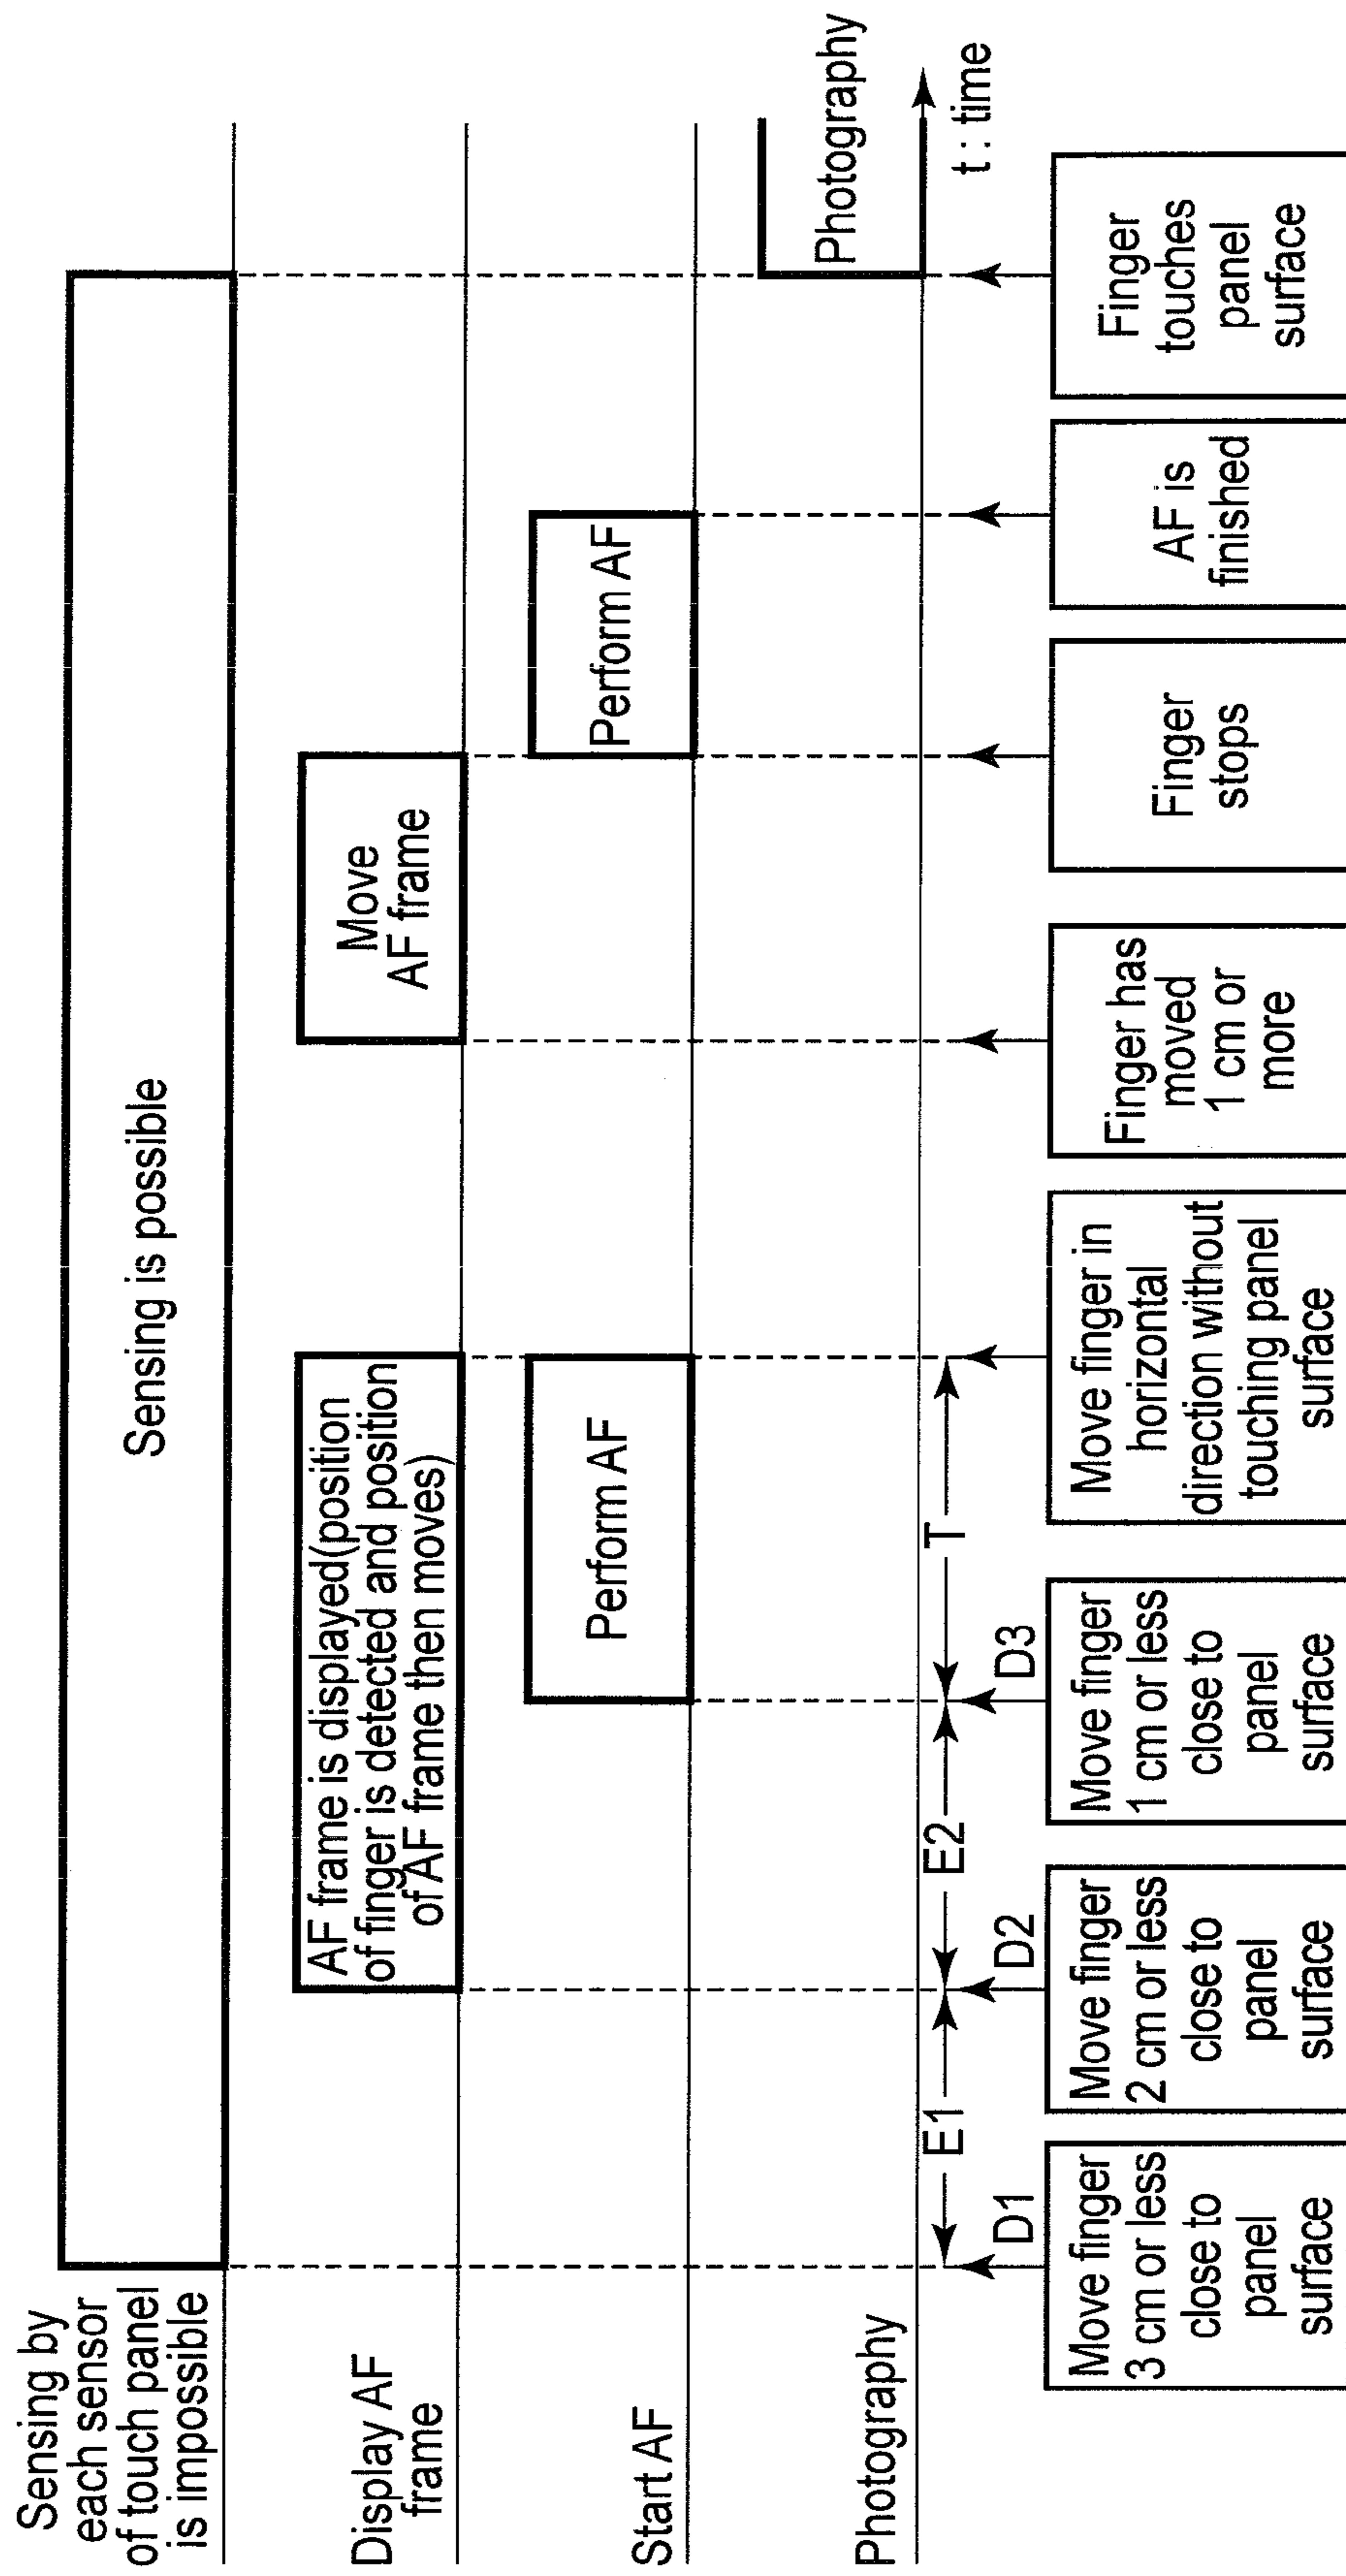 Sensing by
each sensor
of touch panel
is impossible
Sensing is possible
Display AF
frame
AF frame is displayed(position
of finger is detected and position
of AF frame then moves)
Move
AF frame
Start AF
Perform AF
Perform AF
Photography
Photography
t : time
E1
E2
T
D1
D2
D3
Move finger
3 cm or less
close to
panel
surface
Move finger
2 cm or less
close to
panel
surface
Move finger
1 cm or less
close to
panel
surface
Move finger in
horizontal
direction without
touching panel
surface
Finger has
moved
1 cm or
more
Finger
stops
AF is
finished
Finger
touches
panel
surface